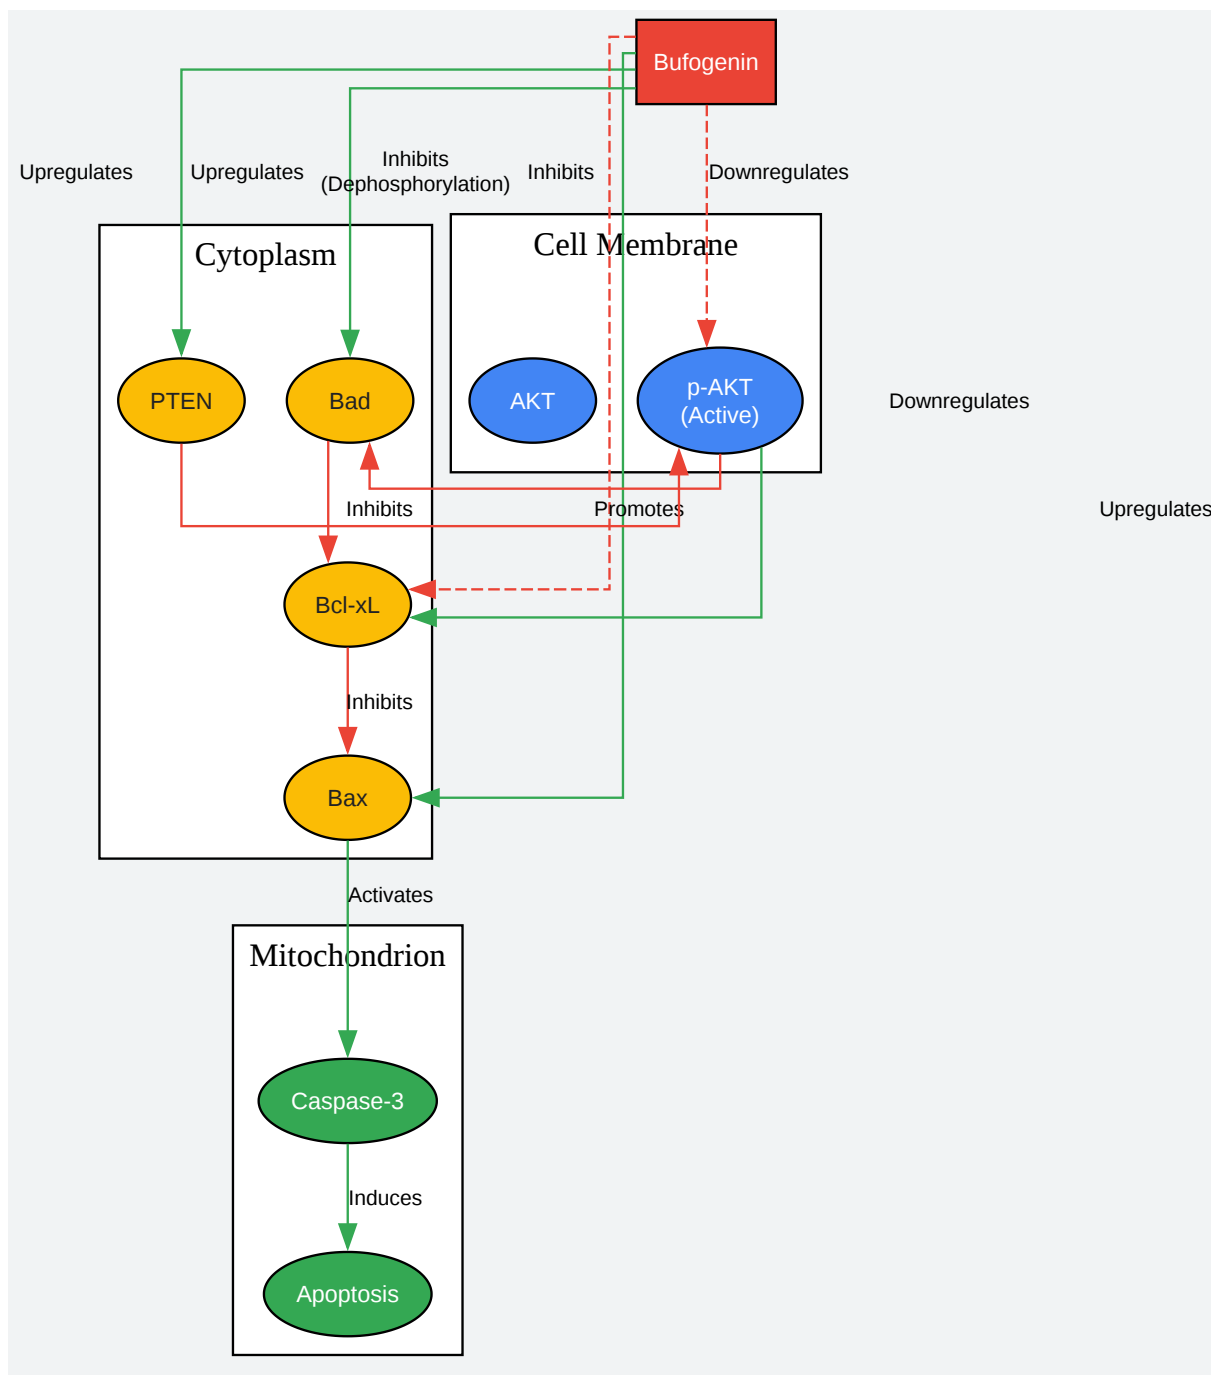 Bufogenin
Upregulates
Upregulates
Inhibits
(Dephosphorylation)
Inhibits
Downregulates
Cytoplasm
Cell Membrane
PTEN
Bad
AKT
p-AKT
(Active)
Downregulates
Inhibits
Promotes
Upregulates
Bcl-xL
Inhibits
Bax
Activates
Mitochondrion
Caspase-3
Induces
Apoptosis